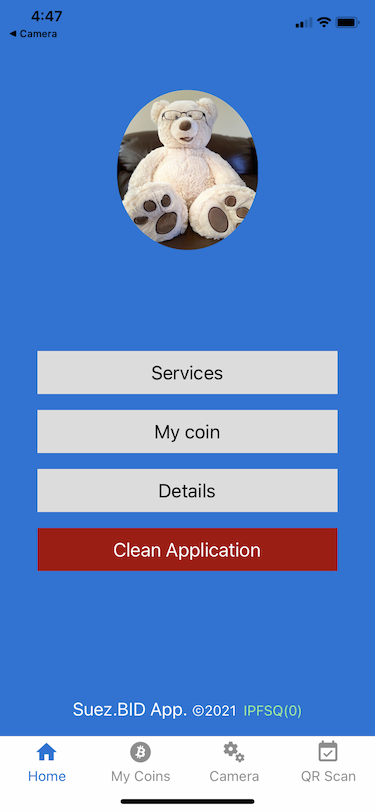 4:47
◀ Camera
Services
My coin
Details
Clean Application
Suez.BID App. ©2021 IPFSQ(0)
Home My Coins Camera QR Scan